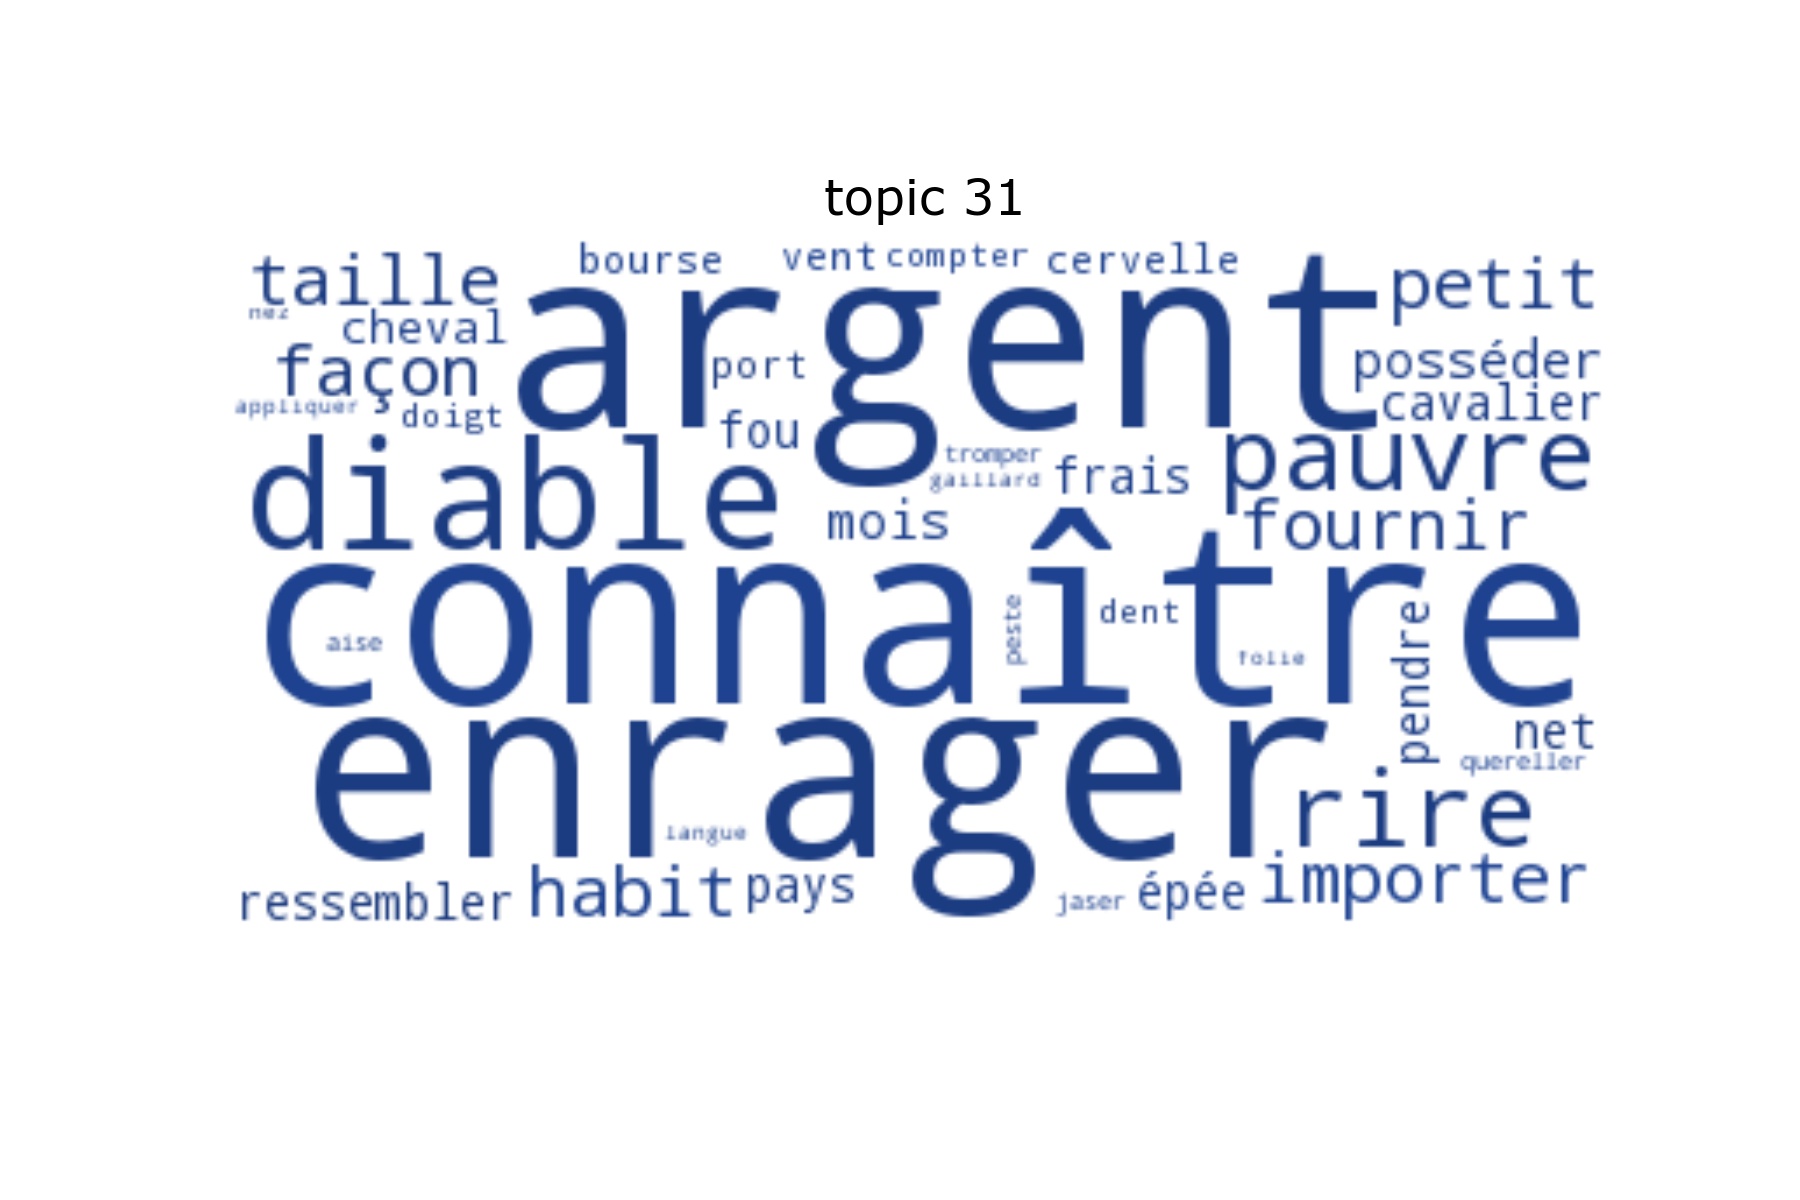 topic 31
bourse vent compter cervelle
taille argent petit
nez
cheval
façon port posséder
appliquer doigt cavalier
fou
diable tromper pauvre
gaillard frais
mois fournir
connaître
aise peste dent folie pendre
enrager net
quereller
langue rire
ressembler habit pays jaser épée importer